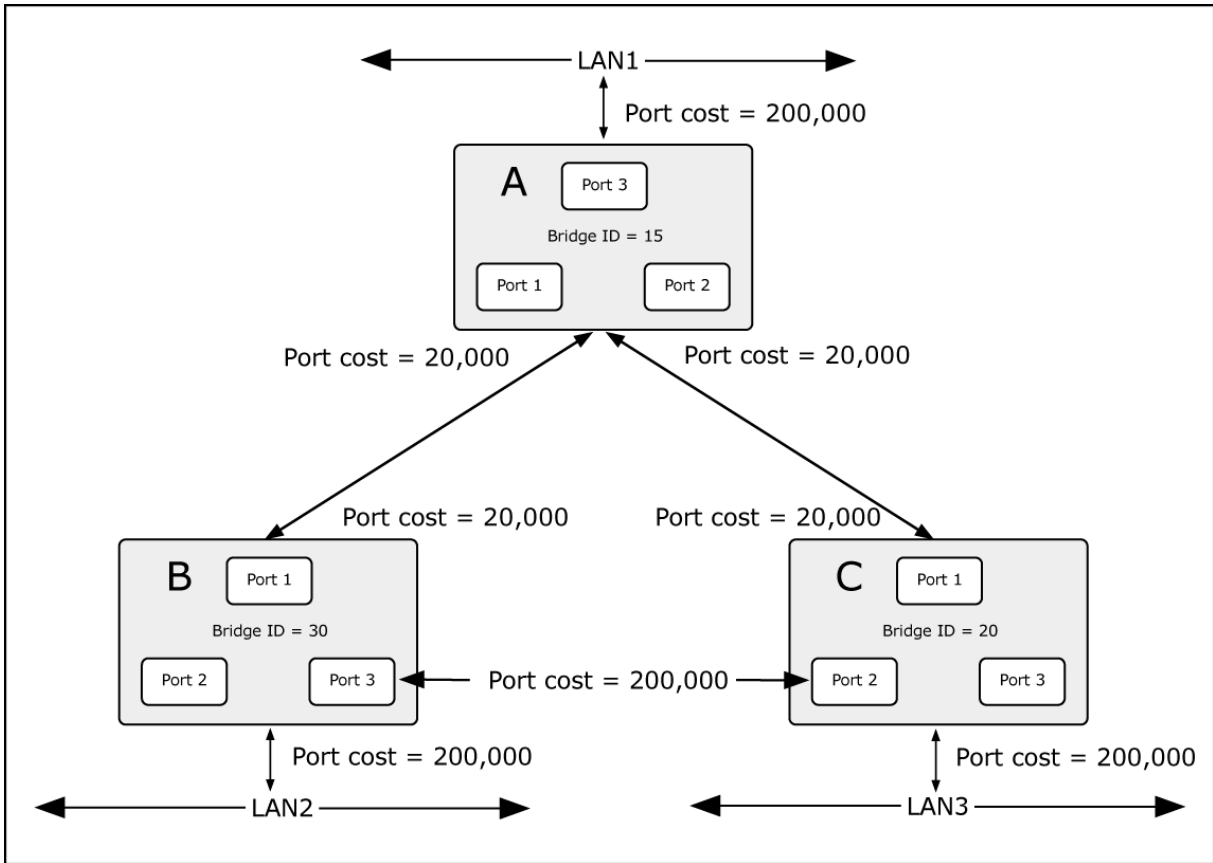 LAN1
Port cost = 200,000
A
Port 3
Bridge ID = 15
Port 1
Port 2
Port cost = 20,000
Port cost = 20,000
Port cost = 20,000
Port cost = 20,000
B
Port 1
Bridge ID = 30
Port 2
Port 3
Port cost = 200,000
C
Port 1
Bridge ID = 20
Port 2
Port 3
Port cost = 200,000
LAN2
Port cost = 200,000
LAN3